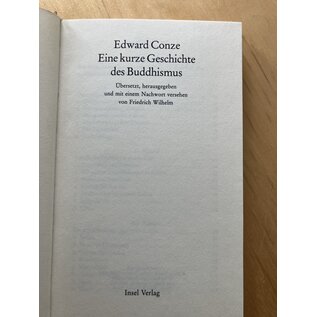 Edward Conze
Eine kurze Geschichte
des Buddhismus
Übersetzt, herausgegeben
und mit einem Nachwort versehen
von Friedrich Wilhelm
Insel Verlag